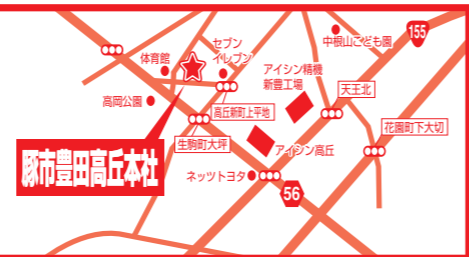 155
中根山こども園
セブン
イレブン
体育館
アイシン精機
新豊工場
天王北
高岡公園
高丘新町上平地
花園町下大切
生駒町大坪
アイシン高丘
豚市豊田高丘本社
ネッツトヨタ
56